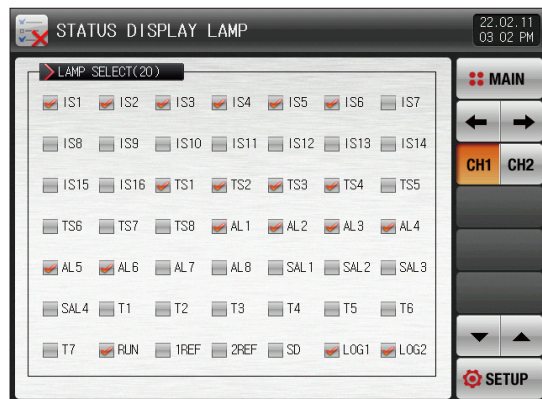 STATUS DISPLAY LAMP
22.02.11
03 02 PM
LAMP SELECT(20)
IS1 IS2 IS3 IS4 IS5 IS6 IS7
IS8 IS9 IS10 IS11 IS12 IS13 IS14
IS15 IS16 TS1 TS2 TS3 TS4 TS5
TS6 TS7 TS8 AL1 AL2 AL3 AL4
AL5 AL6 AL7 AL8 SAL1 SAL2 SAL3
SAL4 T1 T2 T3 T4 T5 T6
T7 RUN 1REF 2REF SD LOG1 LOG2
MAIN
CH1 CH2
SETUP